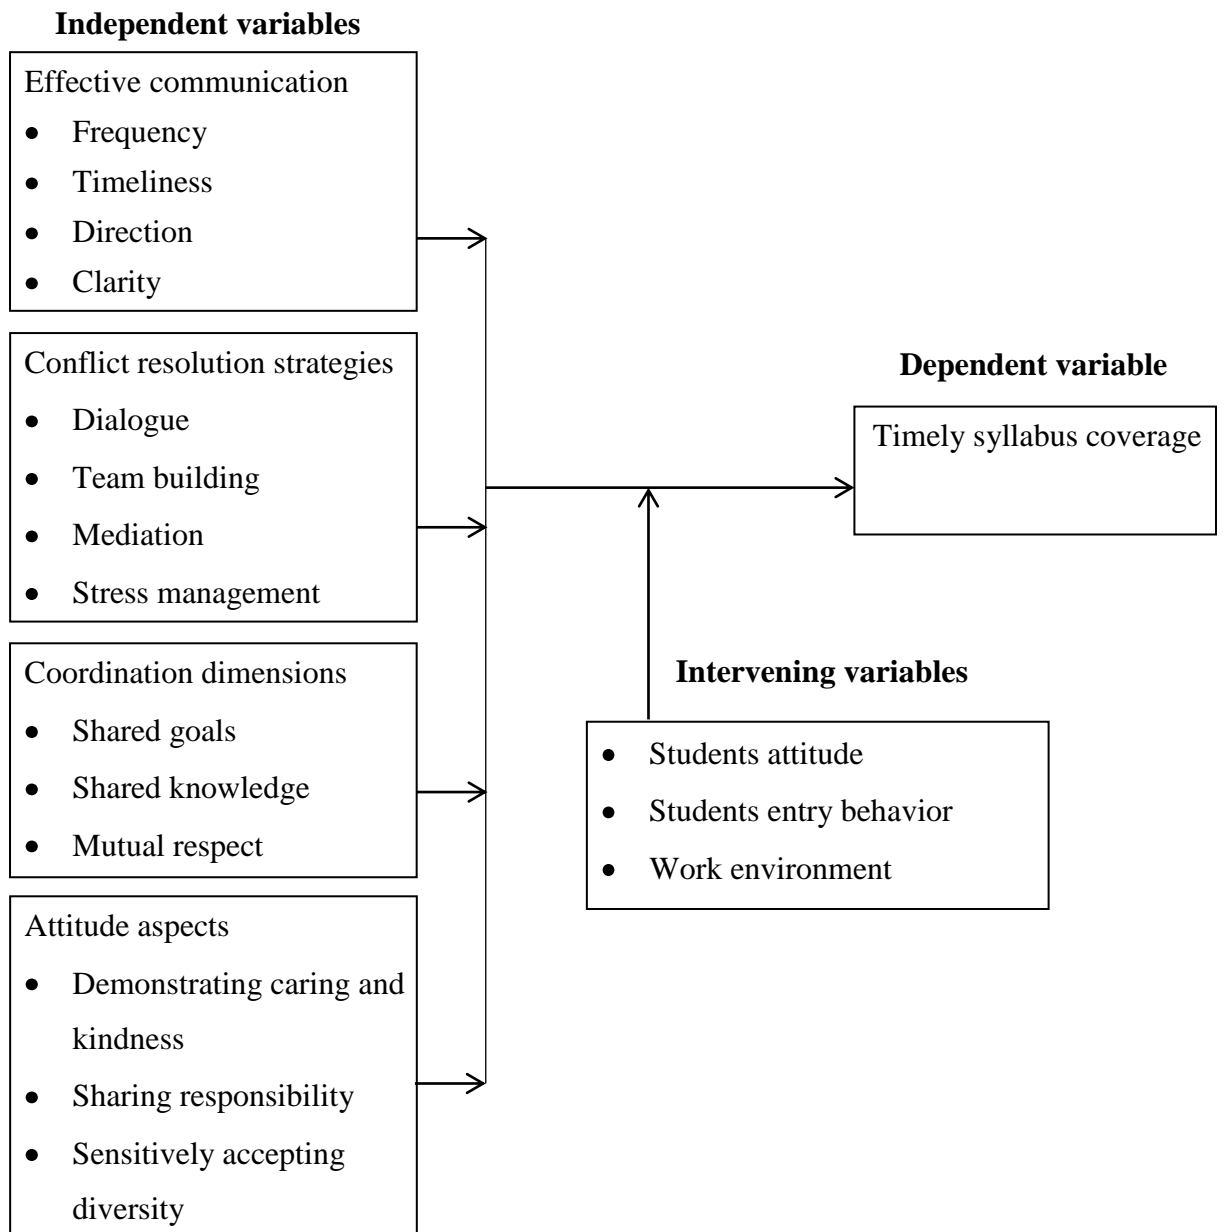 Independent variables
Effective communication
• Frequency
• Timeliness
• Direction
• Clarity
Conflict resolution strategies
• Dialogue
• Team building
• Mediation
• Stress management
Coordination dimensions
• Shared goals
• Shared knowledge
• Mutual respect
Attitude aspects
• Demonstrating caring and
kindness
• Sharing responsibility
• Sensitively accepting
diversity
Dependent variable
Timely syllabus coverage
Intervening variables
• Students attitude
• Students entry behavior
• Work environment